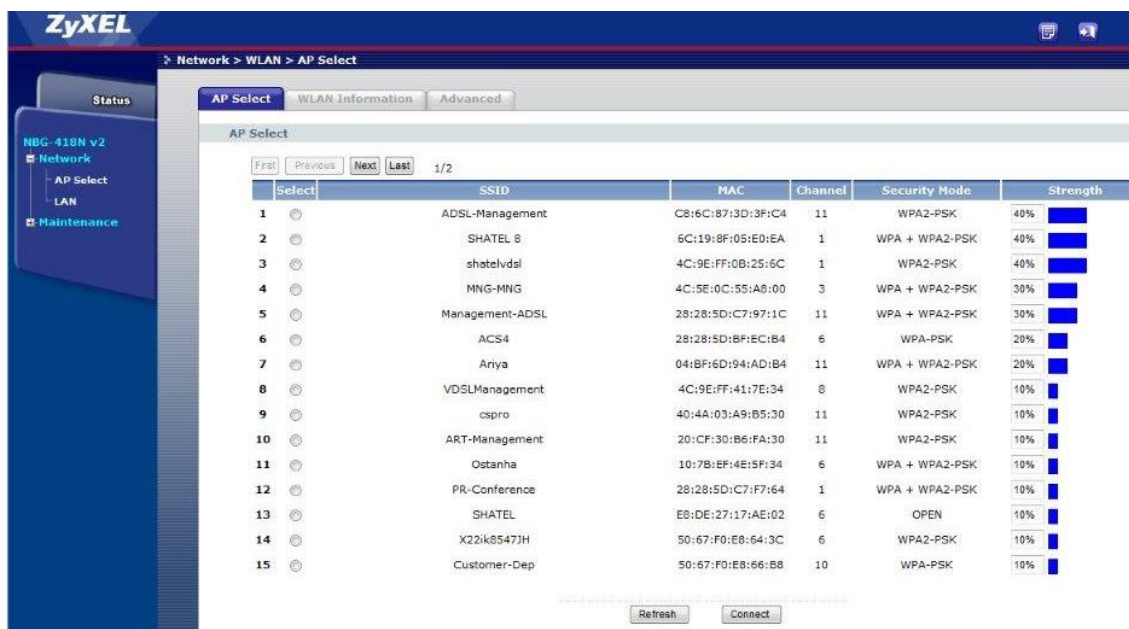 ZyXEL
Network > WLAN > AP Select
Status
NBG-418N v2
Network
AP Select
LAN
Maintenance
AP Select WLAN Information Advanced
AP Select
First Previous Next Last 1/2
Select SSID MAC Channel Security Mode Strength
1 ADSL-Management C8:6C:87:3D:3F:C4 11 WPA2-PSK 40%
2 SHATEL 8 6C:19:8F:05:E0:EA 1 WPA + WPA2-PSK 40%
3 shatelvdsl 4C:9E:FF:0B:25:6C 1 WPA2-PSK 40%
4 MNG-MNG 4C:5E:0C:55:A8:00 3 WPA + WPA2-PSK 30%
5 Management-ADSL 28:28:5D:C7:97:1C 11 WPA + WPA2-PSK 30%
6 ACS4 28:28:5D:BF:EC:B4 6 WPA-PSK 20%
7 Ariya 04:BF:6D:94:AD:B4 11 WPA + WPA2-PSK 20%
8 VDSLManagement 4C:9E:FF:41:7E:34 8 WPA2-PSK 10%
9 cspro 40:4A:03:A9:B5:30 11 WPA2-PSK 10%
10 ART-Management 20:CF:30:B6:FA:30 11 WPA2-PSK 10%
11 Ostanha 10:7B:EF:4E:5F:34 6 WPA + WPA2-PSK 10%
12 PR-Conference 28:28:5D:C7:F7:64 1 WPA + WPA2-PSK 10%
13 SHATEL E8:DE:27:17:AE:02 6 OPEN 10%
14 X22ik8547JH 50:67:F0:E8:64:3C 6 WPA2-PSK 10%
15 Customer-Dep 50:67:F0:E8:66:B8 10 WPA-PSK 10%
Refresh Connect